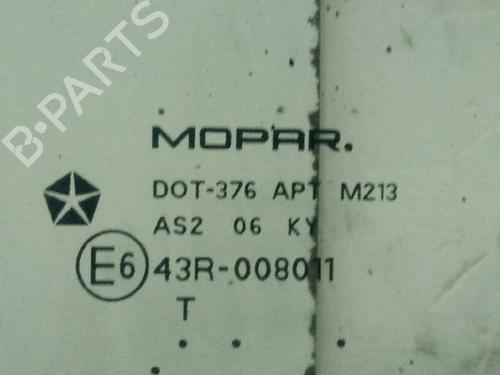 B-PARTS
MOPAR.
DOT-376 APT M213
AS2 06 KY
E6 43R-008011
T